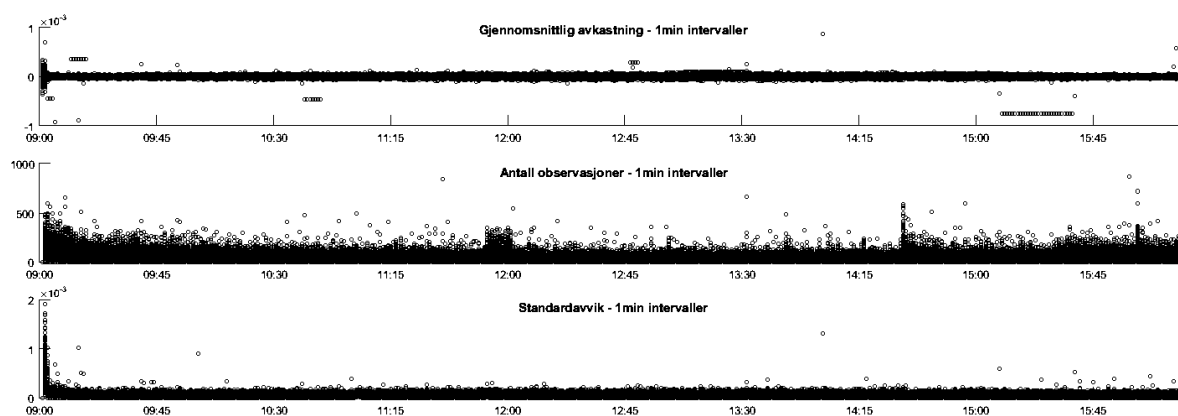 ×10⁻³
1
Gjennomsnittlig avkastning - 1min intervaller
0
-1
09:00 09:45 10:30 11:15 12:00 12:45 13:30 14:15 15:00 15:45
1000
Antall observasjoner - 1min intervaller
500
0
09:00 09:45 10:30 11:15 12:00 12:45 13:30 14:15 15:00 15:45
×10⁻³
2
Standardavvik - 1min intervaller
1
0
09:00 09:45 10:30 11:15 12:00 12:45 13:30 14:15 15:00 15:45